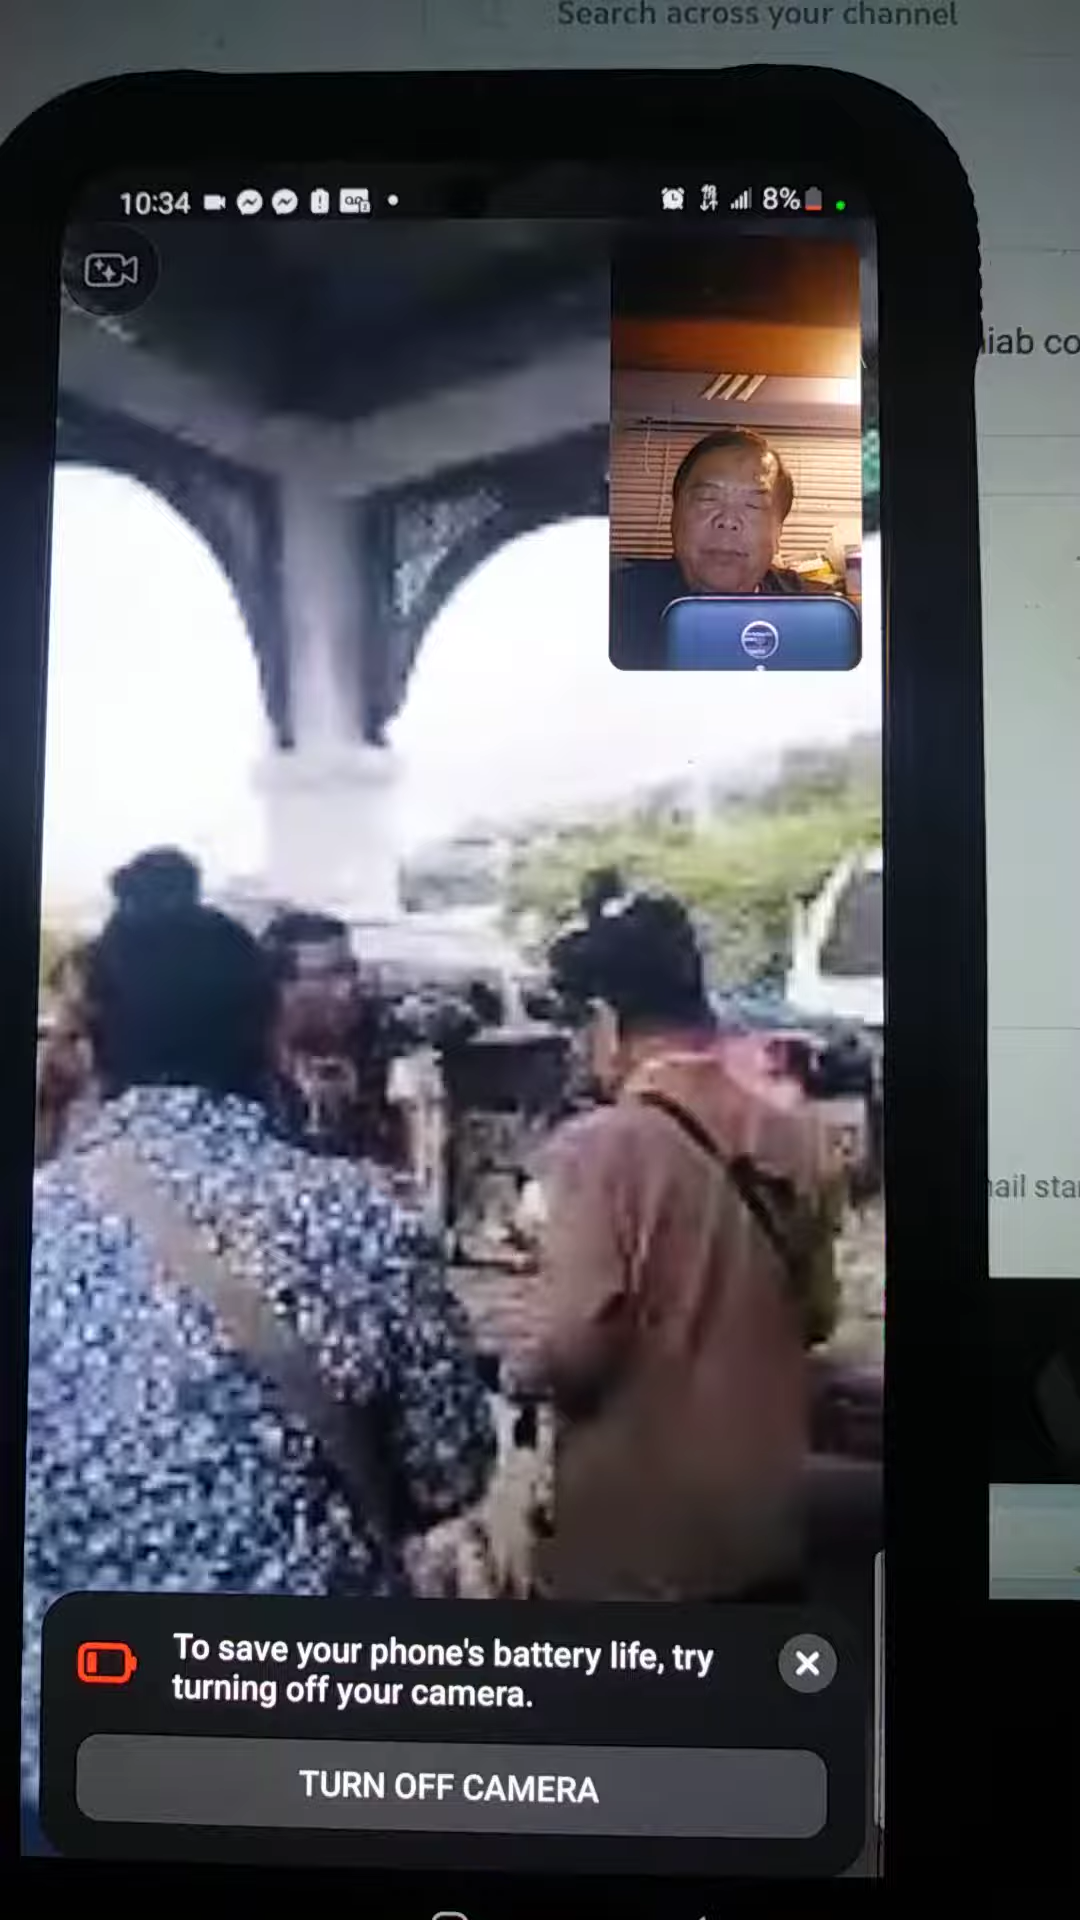 Search across your channel
10:34
8%
iab co
ail sta
To save your phone's battery life, try
turning off your camera.
TURN OFF CAMERA